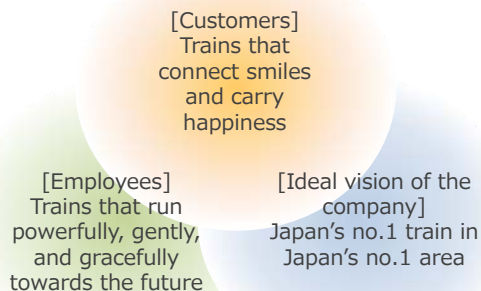 [Customers]
Trains that
connect smiles
and carry
happiness
[Employees]
Trains that run
powerfully, gently,
and gracefully
towards the future
[Ideal vision of the
company]
Japan's no.1 train in
Japan's no.1 area